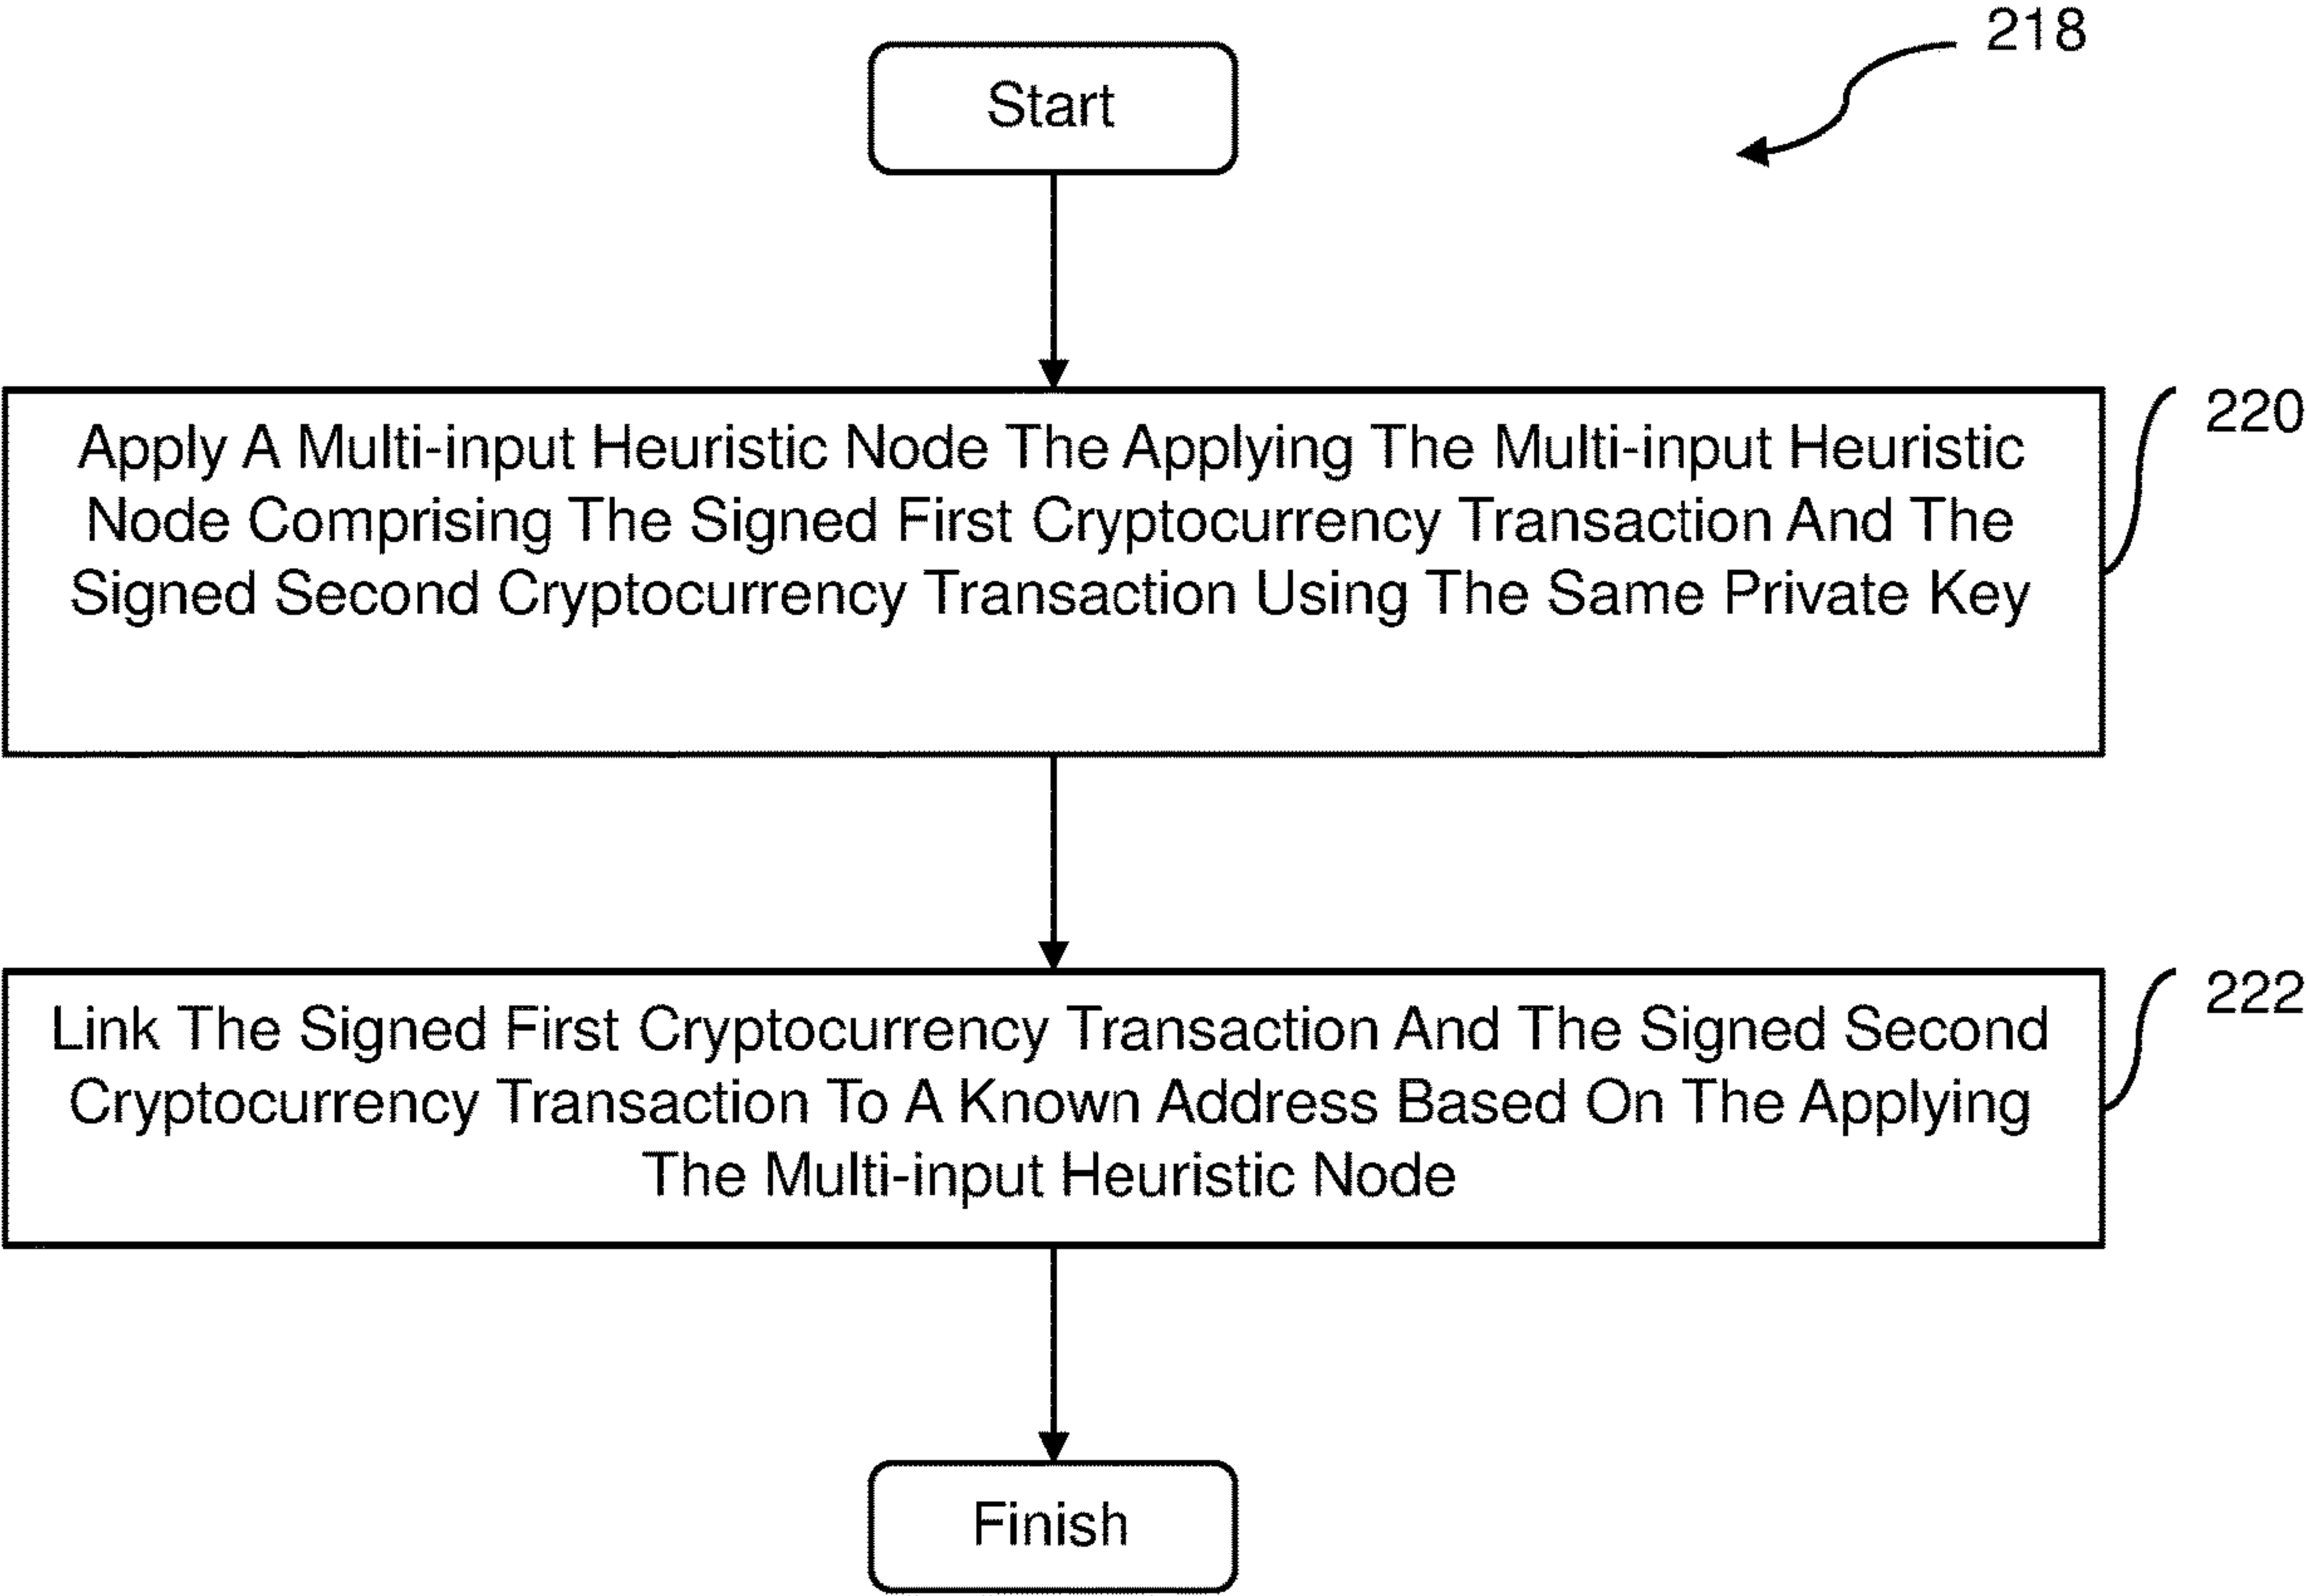 218
Start
220
Apply A Multi-input Heuristic Node The Applying The Multi-input Heuristic
Node Comprising The Signed First Cryptocurrency Transaction And The
Signed Second Cryptocurrency Transaction Using The Same Private Key
222
Link The Signed First Cryptocurrency Transaction And The Signed Second
Cryptocurrency Transaction To A Known Address Based On The Applying
The Multi-input Heuristic Node
Finish